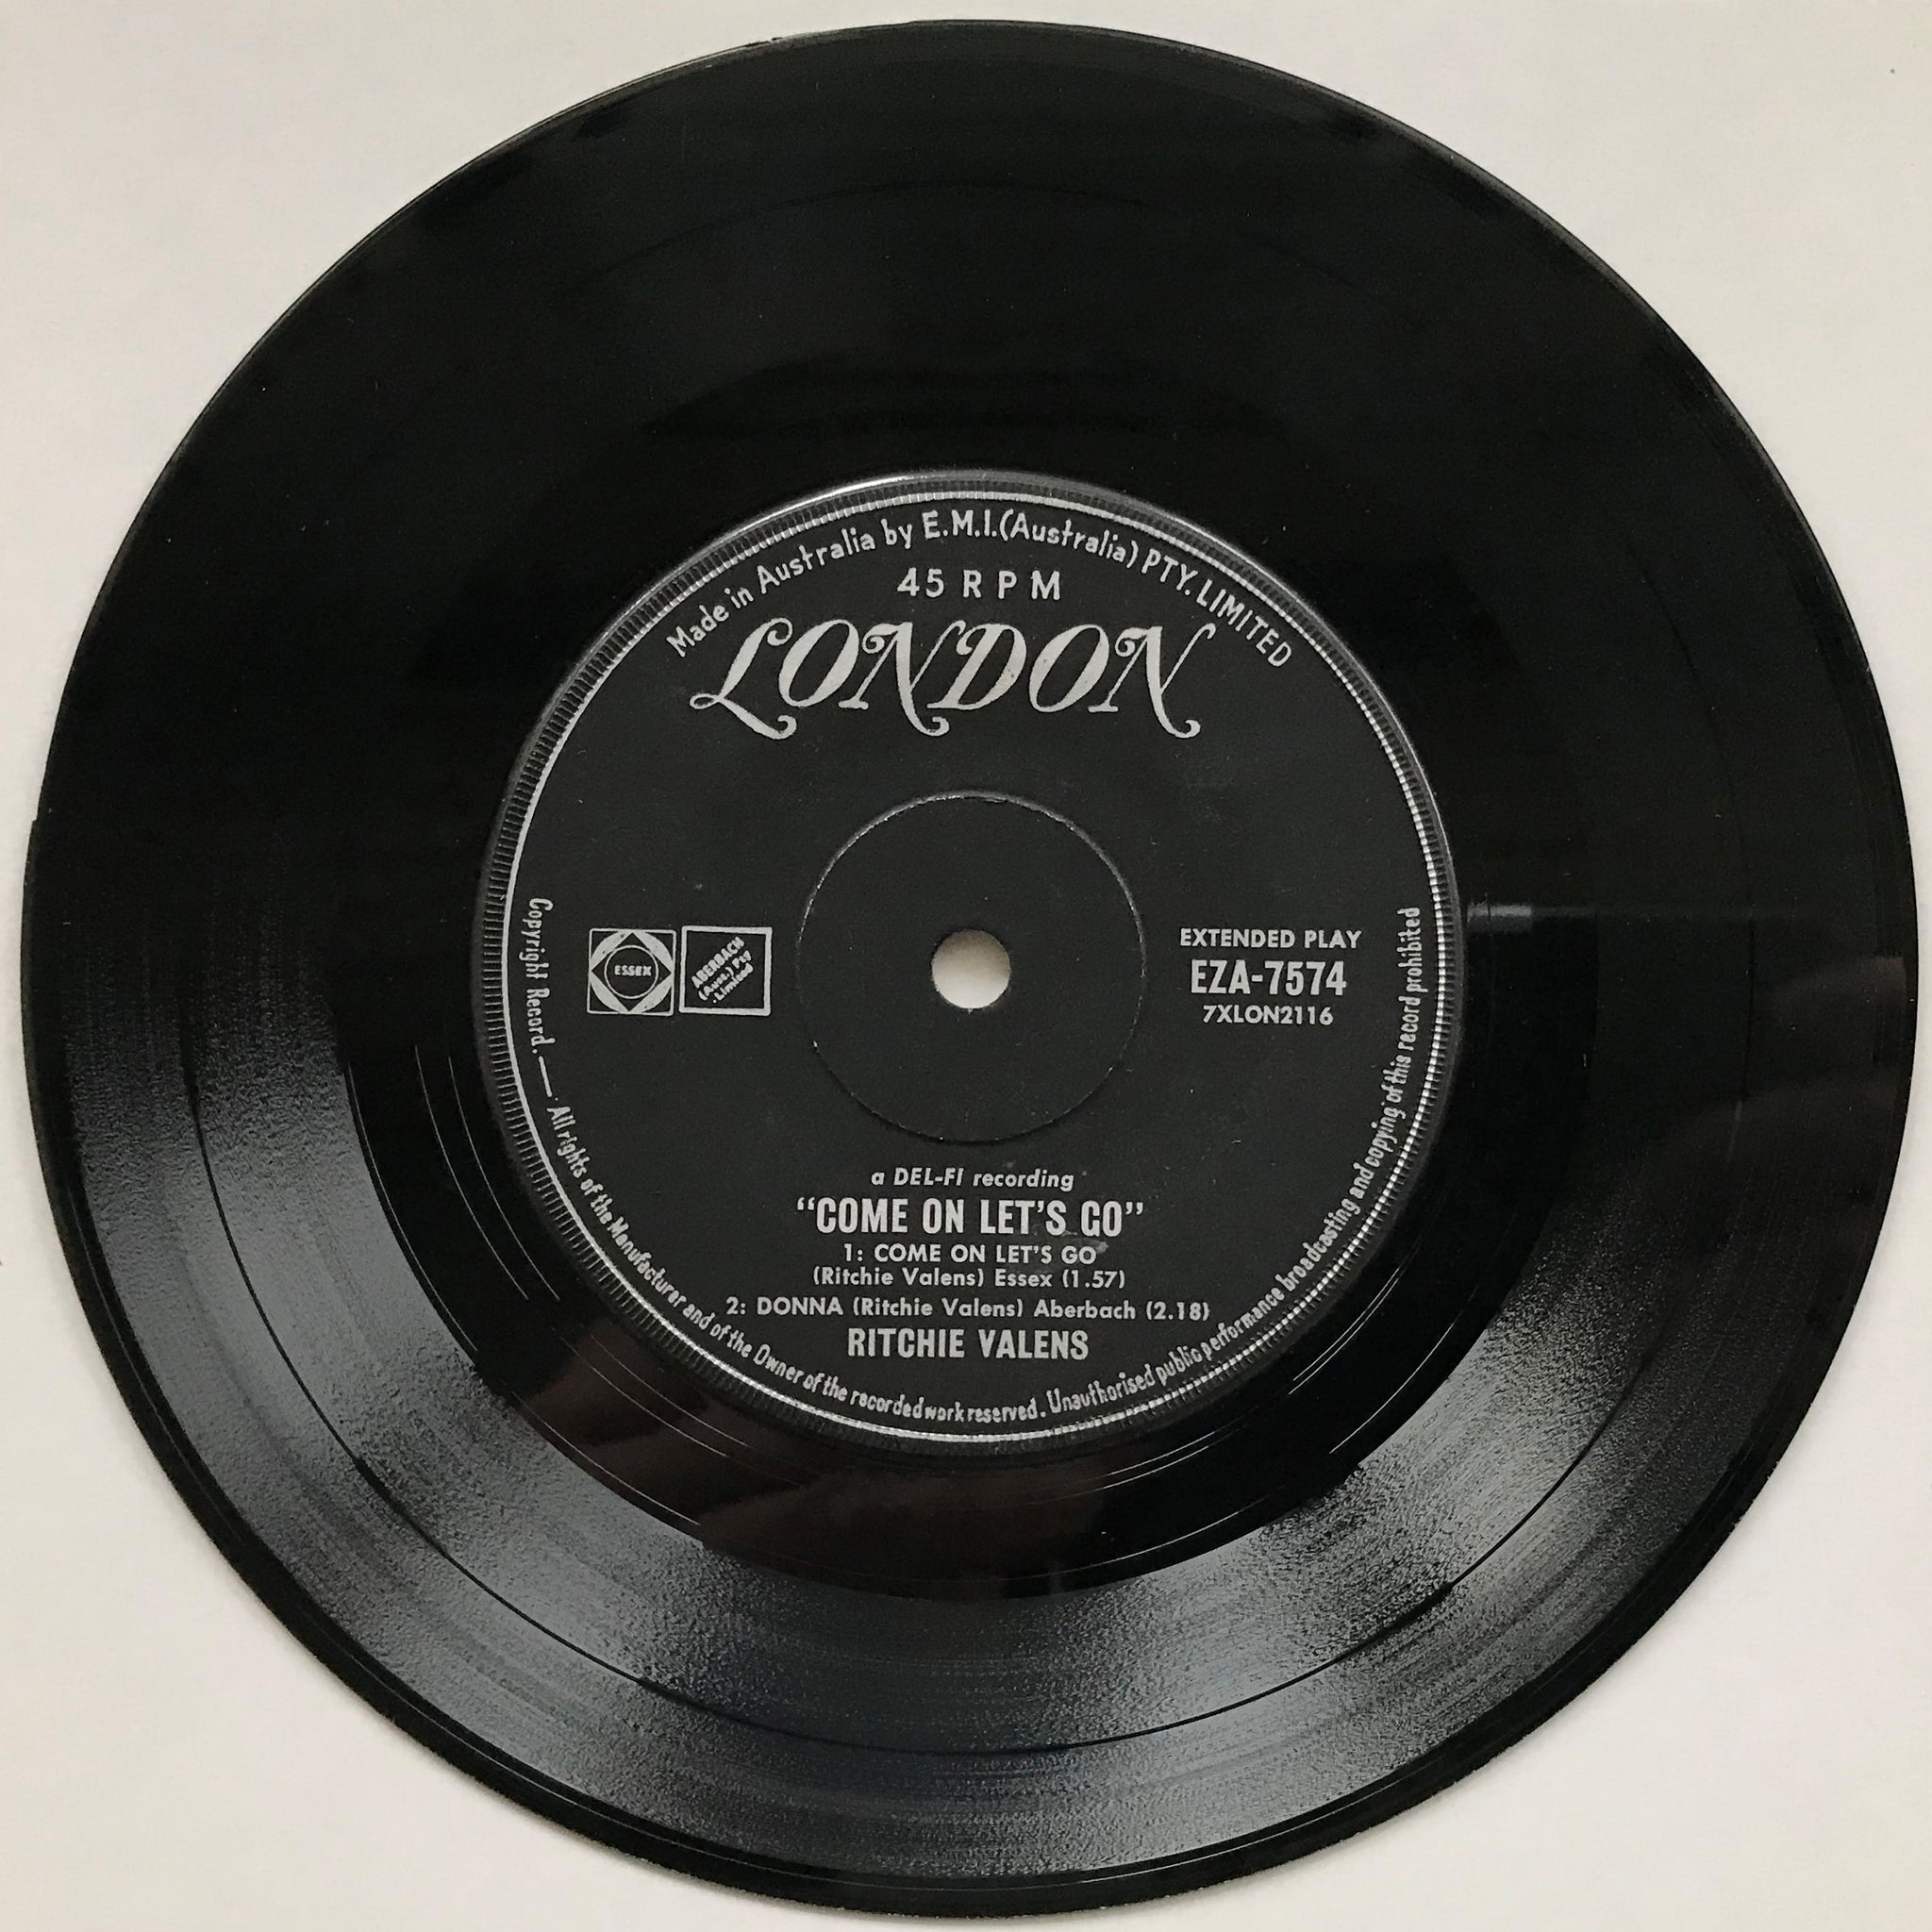 Made in Australia by E.M.I.(Australia) PTY. LIMITED
45 RPM
LONDON
ESSEX
ABERBACH
(Aust.) Pty
Limited
EXTENDED PLAY
EZA-7574
7XLON2116
a DEL-FI recording
“COME ON LET'S GO”
1: COME ON LET'S GO
(Ritchie Valens) Essex (1.57)
2: DONNA (Ritchie Valens) Aberbach (2.18)
RITCHIE VALENS
Copyright Record.— All rights of the Manufacturer and of the Owner of the recorded work reserved. Unauthorised public performance broadcasting and copying of this record prohibited